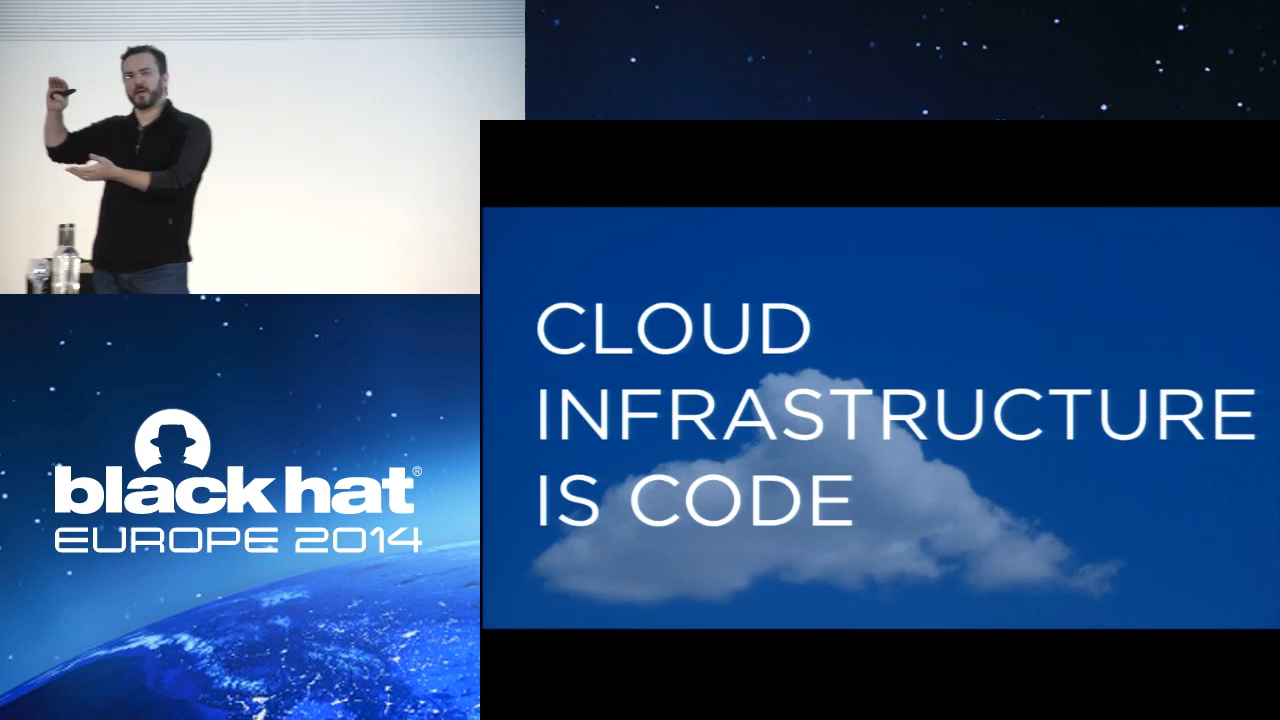 CLOUD
INFRASTRUCTURE
IS CODE
black hat®
EUROPE 2014